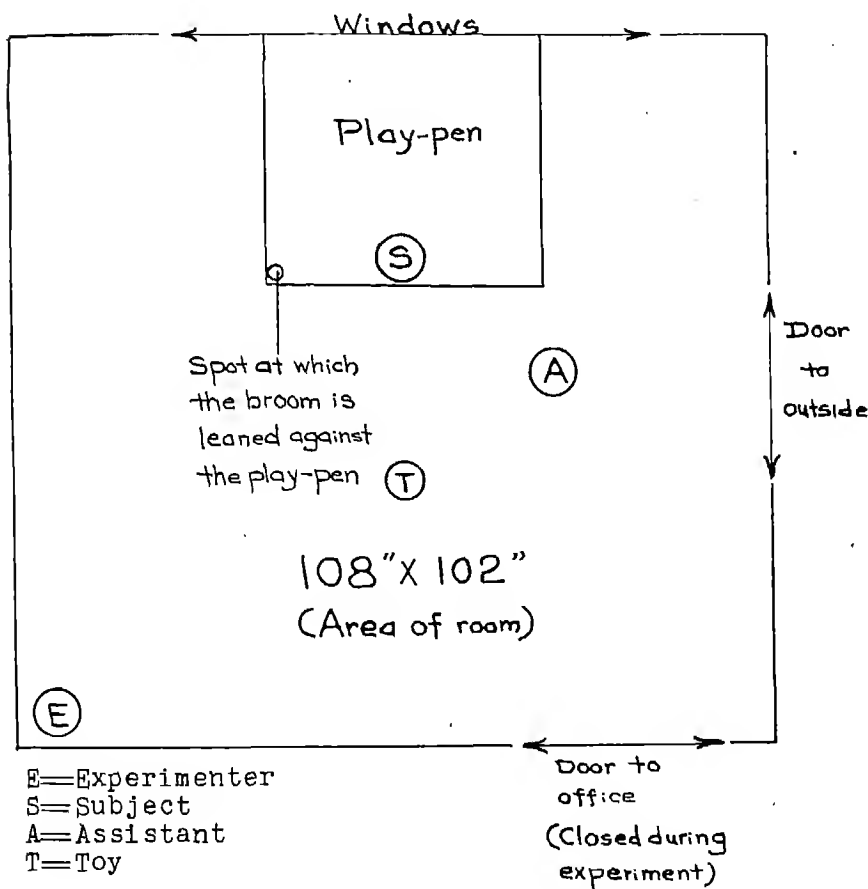 Windows
Play-pen
S
Spot at which
the broom is
leaned against
the play-pen
A
T
Door
to
outside
108" X 102"
(Area of room)
E
E=Experimenter
S=Subject
A=Assistant
T=Toy
Door to
office
(Closed during
experiment)